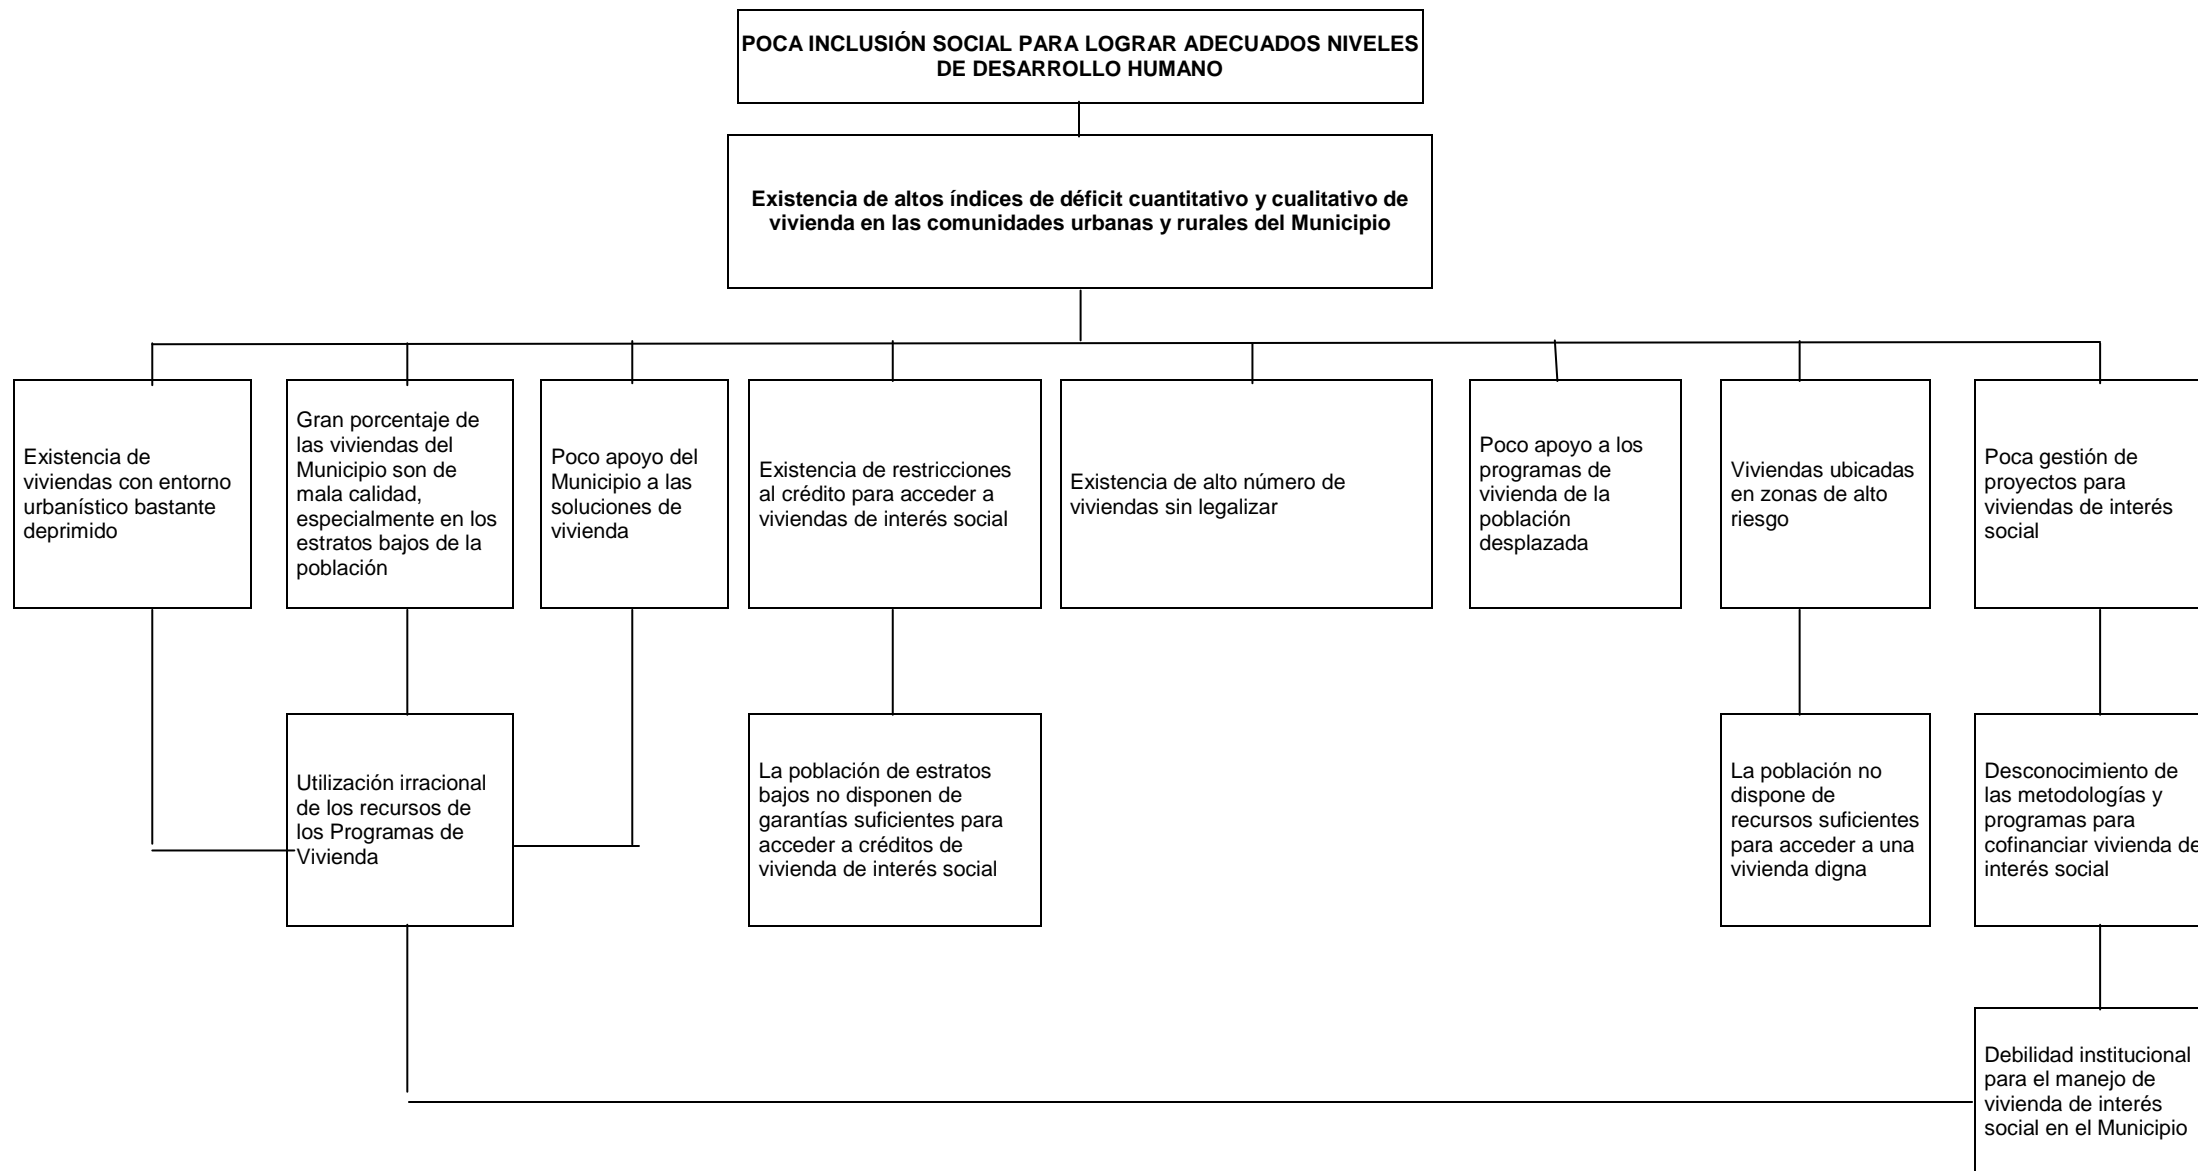 POCA INCLUSIÓN SOCIAL PARA LOGRAR ADECUADOS NIVELES
DE DESARROLLO HUMANO
Existencia de altos índices de déficit cuantitativo y cualitativo de
vivienda en las comunidades urbanas y rurales del Municipio
Existencia de
viviendas con entorno
urbanístico bastante
deprimido
Gran porcentaje de
las viviendas del
Municipio son de
mala calidad,
especialmente en los
estratos bajos de la
población
Poco apoyo del
Municipio a las
soluciones de
vivienda
Existencia de restricciones
al crédito para acceder a
viviendas de interés social
Existencia de alto número de
viviendas sin legalizar
Poco apoyo a los
programas de
vivienda de la
población
desplazada
Viviendas ubicadas
en zonas de alto
riesgo
Poca gestión de
proyectos para
viviendas de interés
social
Utilización irracional
de los recursos de
los Programas de
Vivienda
La población de estratos
bajos no disponen de
garantías suficientes para
acceder a créditos de
vivienda de interés social
La población no
dispone de
recursos suficientes
para acceder a una
vivienda digna
Desconocimiento de
las metodologías y
programas para
cofinanciar vivienda de
interés social
Debilidad institucional
para el manejo de
vivienda de interés
social en el Municipio